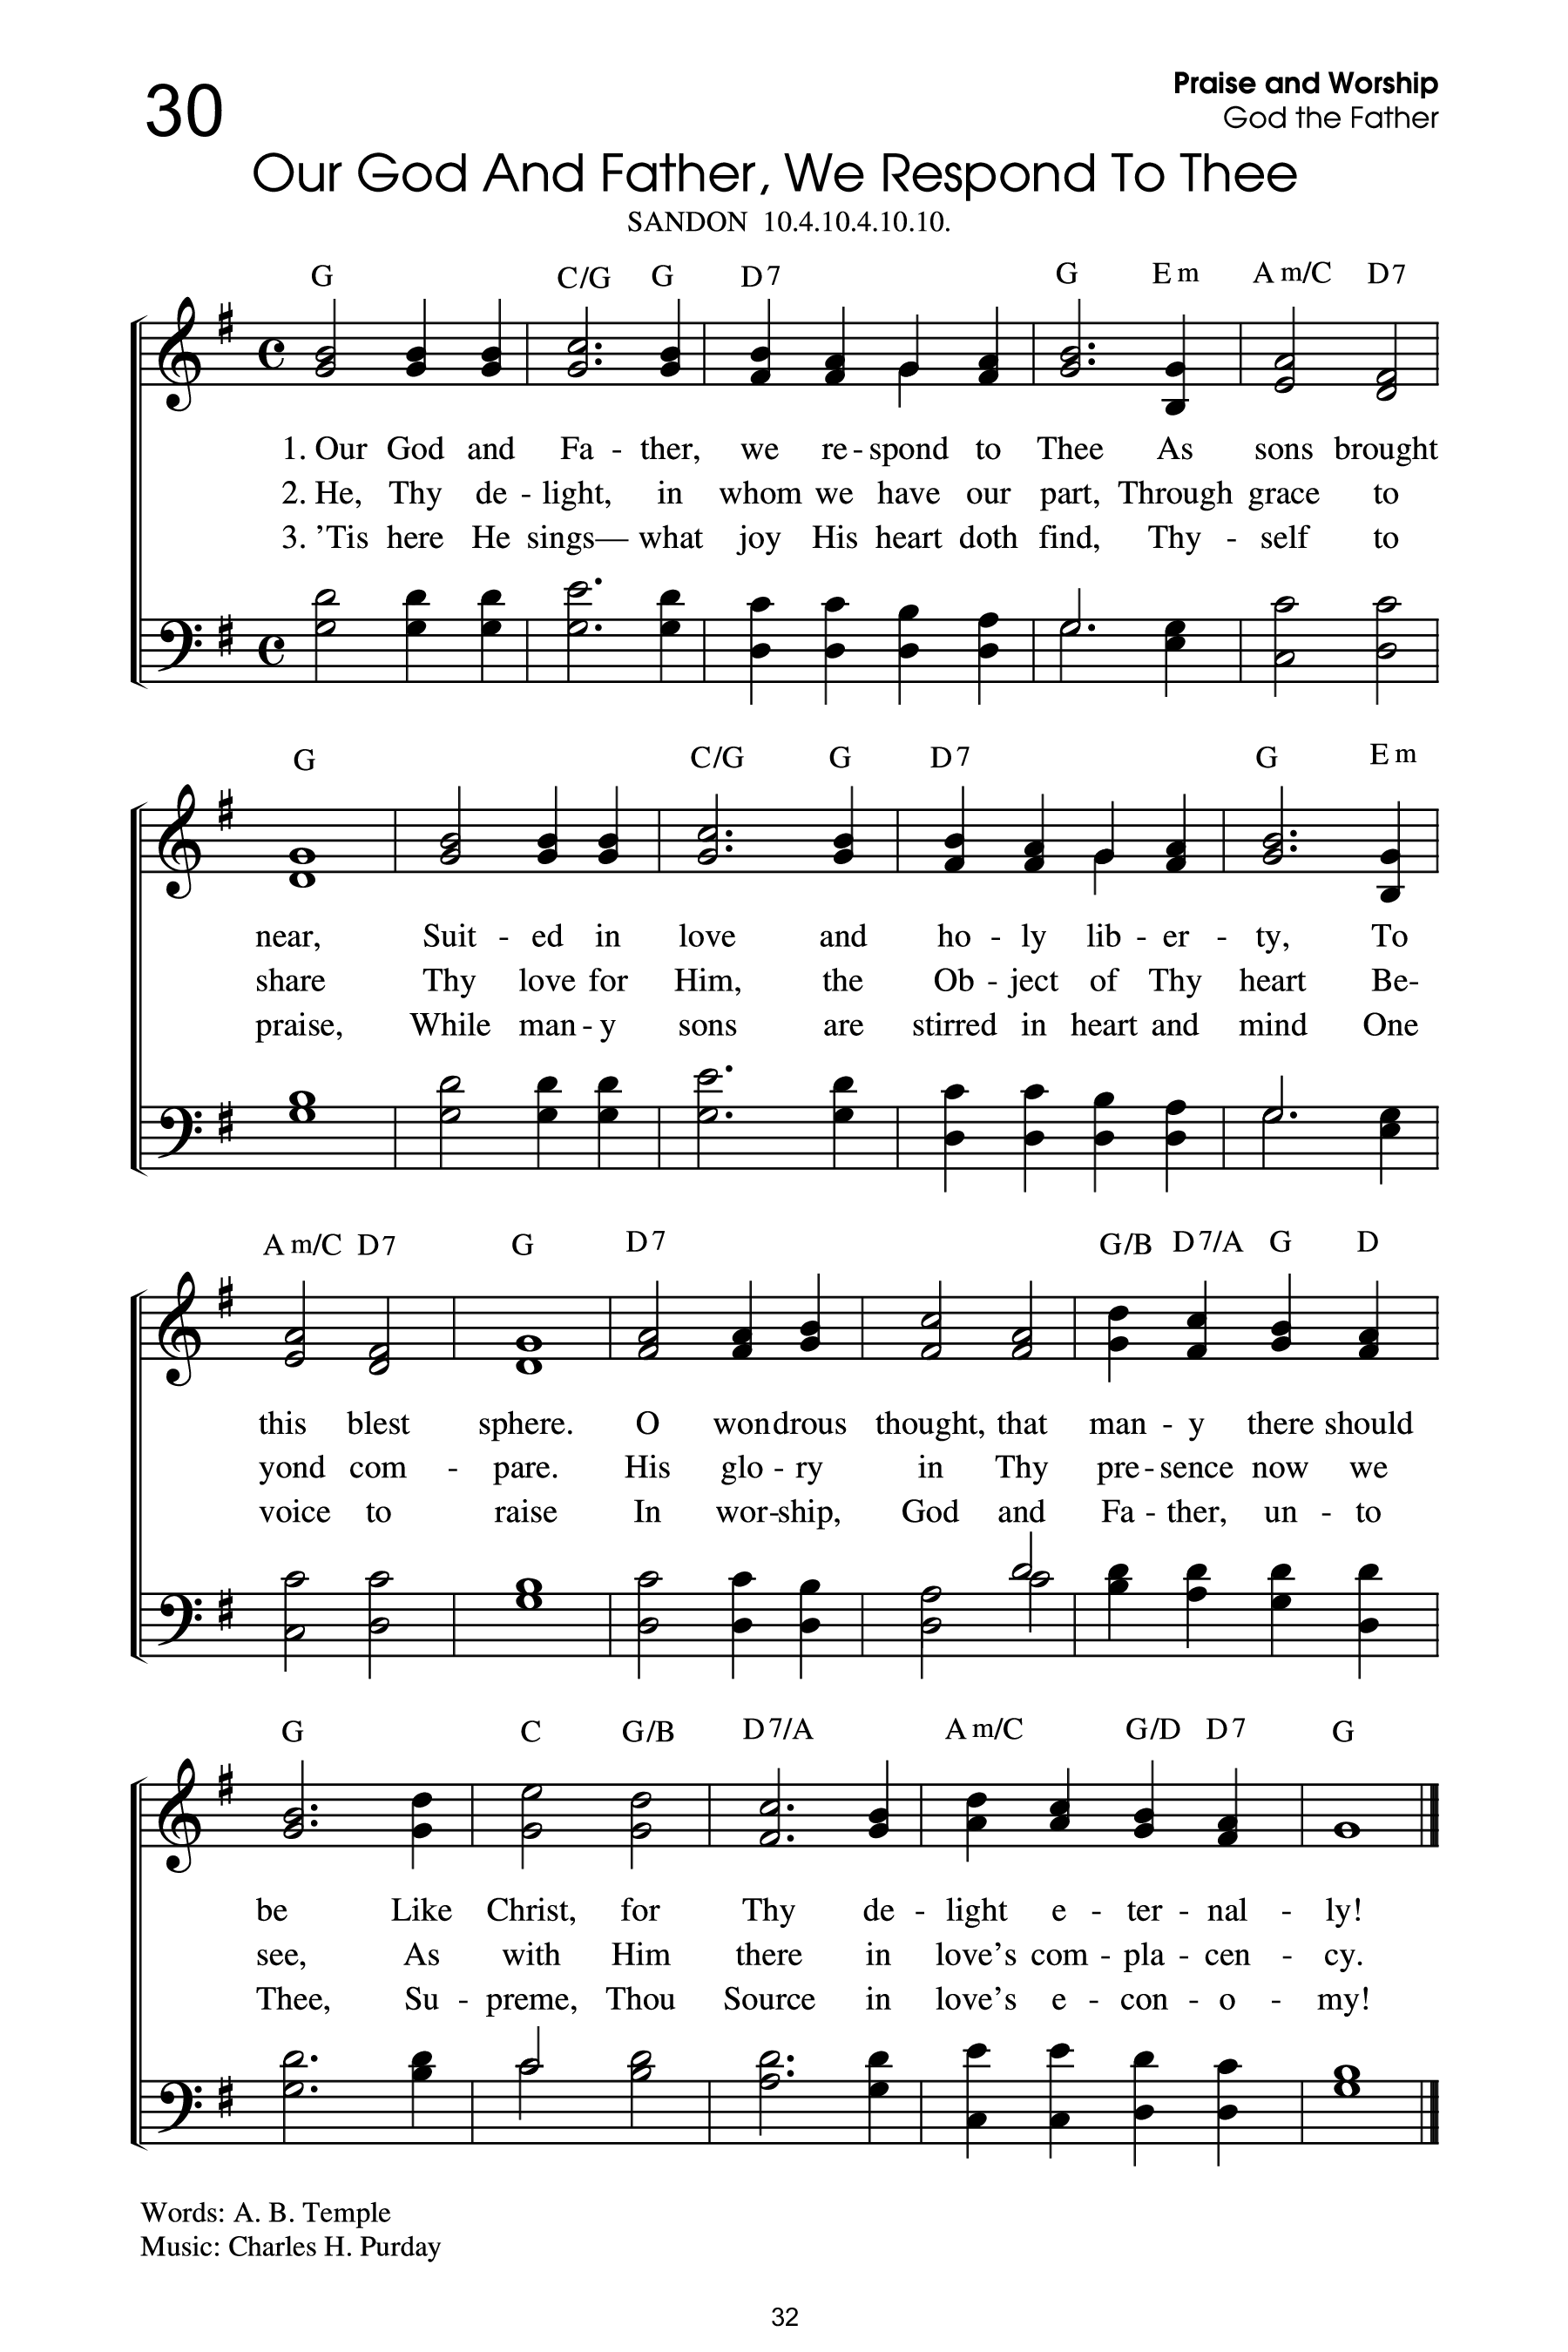 30
Praise and Worship
God the Father
Our God And Father, We Respond To Thee
SANDON 10.4.10.4.10.10.
G C/G G D7 G Em Am/C D7
1. Our God and Fa - ther, we re - spond to Thee As sons brought
2. He, Thy de - light, in whom we have our part, Through grace to
3. ’Tis here He sings— what joy His heart doth find, Thy - self to
G C/G G D7 G Em
near, Suit - ed in love and ho - ly lib - er - ty, To
share Thy love for Him, the Ob - ject of Thy heart Be-
praise, While man - y sons are stirred in heart and mind One
Am/C D7 G D7 G/B D7/A G D
this blest sphere. O wondrous thought, that man - y there should
yond com - pare. His glo - ry in Thy pre - sence now we
voice to raise In wor-ship, God and Fa - ther, un - to
G C G/B D7/A Am/C G/D D7 G
be Like Christ, for Thy de - light e - ter - nal - ly!
see, As with Him there in love’s com - pla - cen - cy.
Thee, Su - preme, Thou Source in love’s e - con - o - my!
Words: A. B. Temple
Music: Charles H. Purday
32